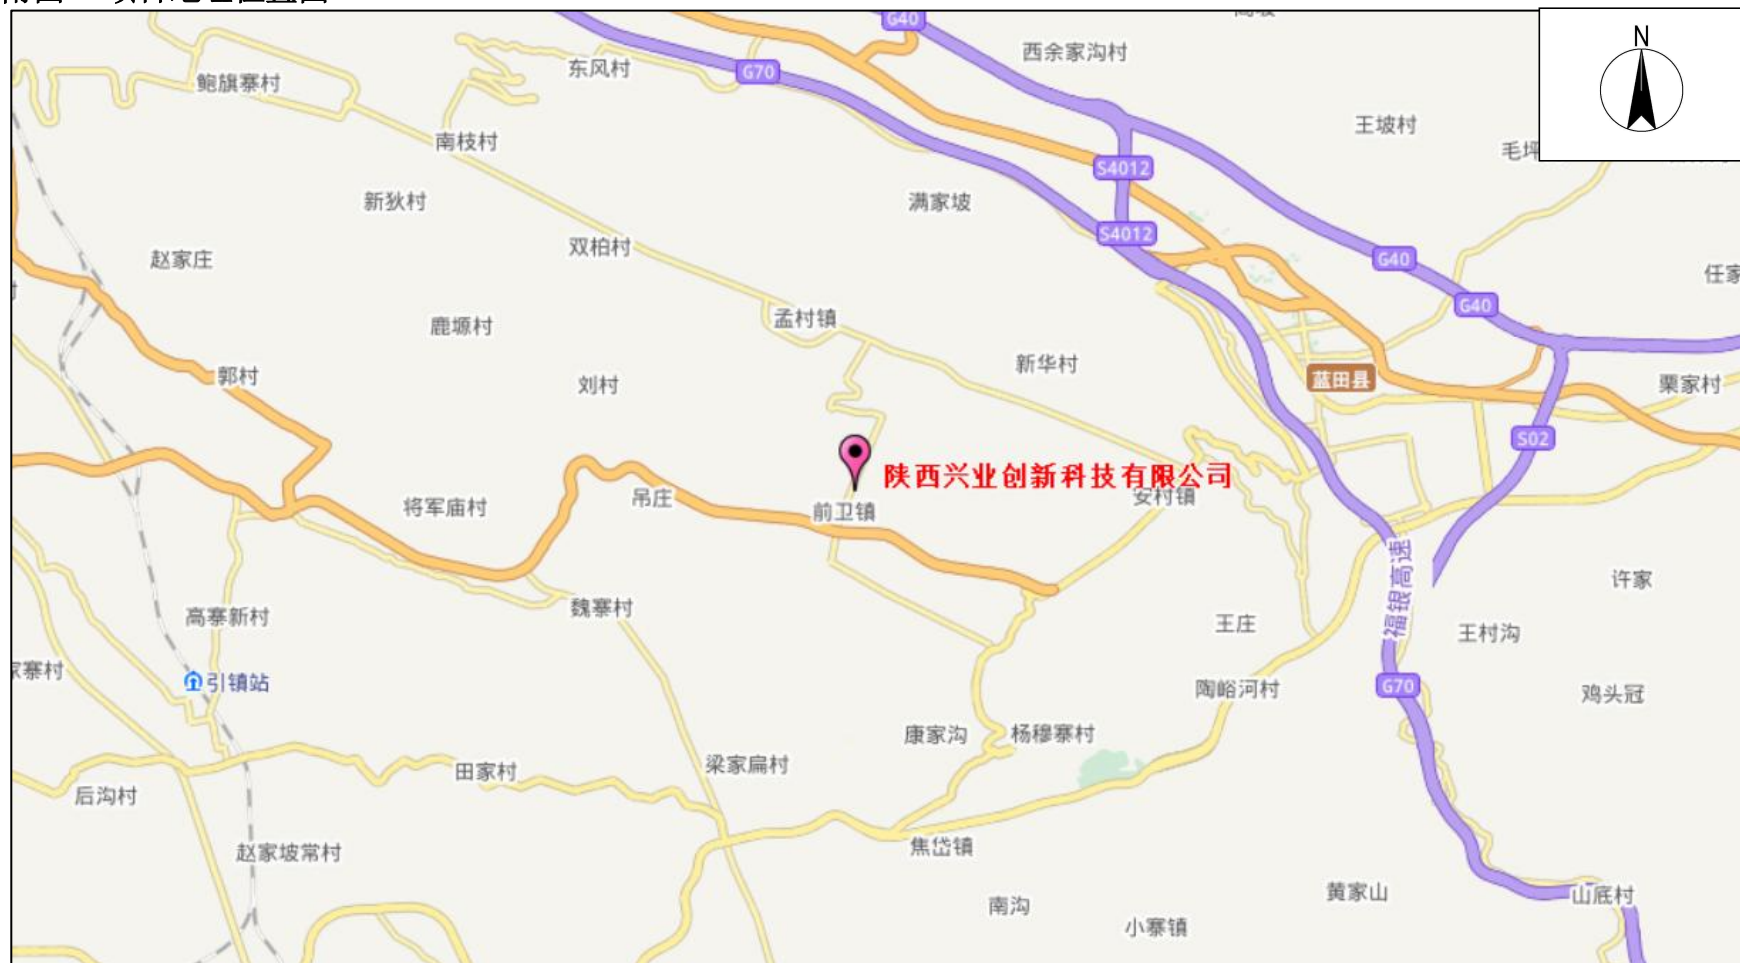 G40
N
西余家沟村
东风村
G70
鲍旗寨村
王坡村
南枝村
毛坪
S4012
新狄村
满家坡
S4012
双柏村
赵家庄
G40
任家
G40
孟村镇
鹿塬村
新华村
郭村
刘村
蓝田县
栗家村
S02
陕西兴业创新科技有限公司
吊庄
安村镇
将军庙村
前卫镇
福银高速
许家
魏寨村
高寨新村
王庄
王村沟
家寨村
引镇站
G70
陶峪河村
鸡头冠
康家沟
杨穆寨村
梁家扁村
田家村
后沟村
焦岱镇
赵家坡常村
黄家山
山底村
南沟
小寨镇